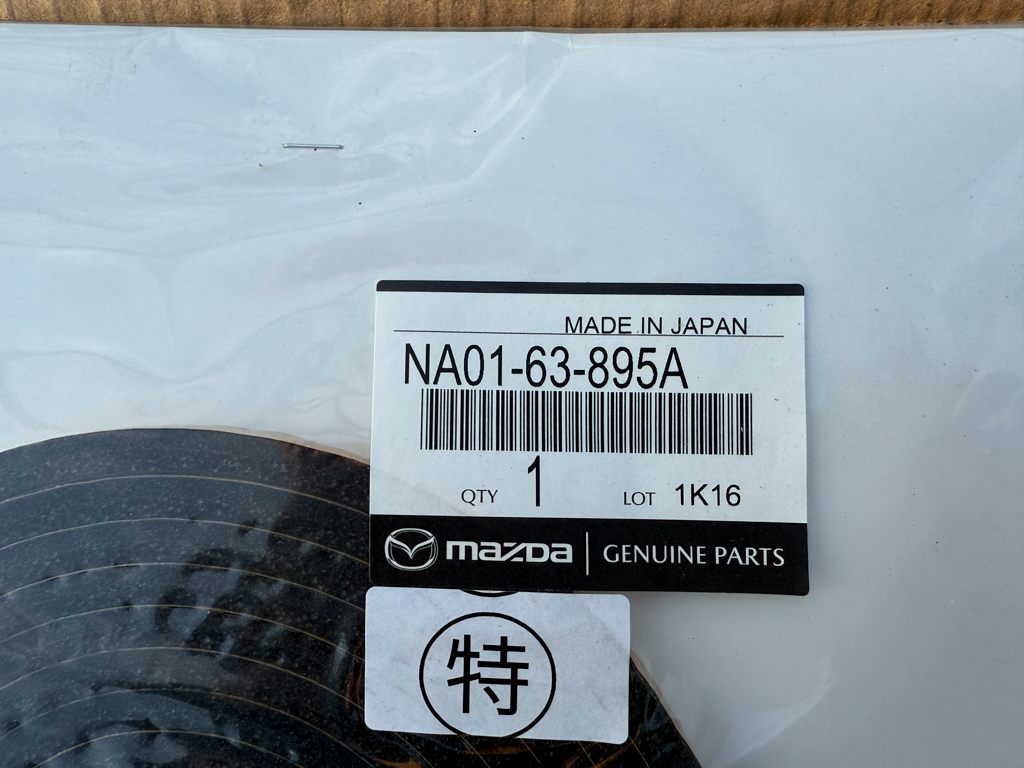 MADE IN JAPAN
NA01-63-895A
QTY 1 LOT 1K16
mazda GENUINE PARTS
特